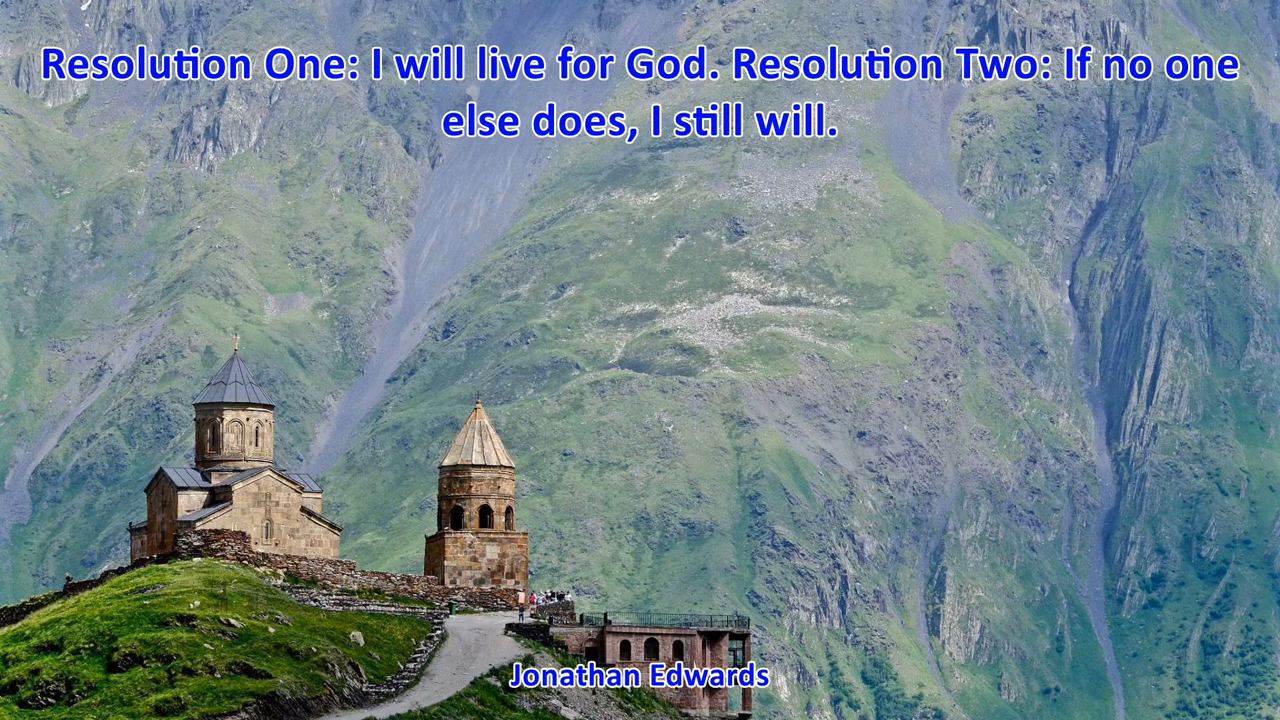 Resolution One: I will live for God. Resolution Two: If no one
else does, I still will.
Jonathan Edwards